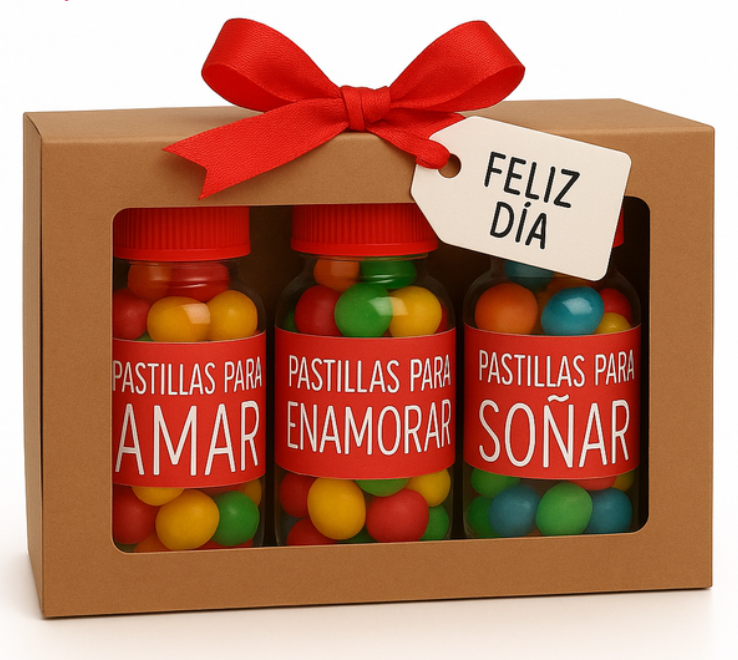 FELIZ
DÍA
PASTILLAS PARA
AMAR
PASTILLAS PARA
ENAMORAR
PASTILLAS PARA
SOÑAR